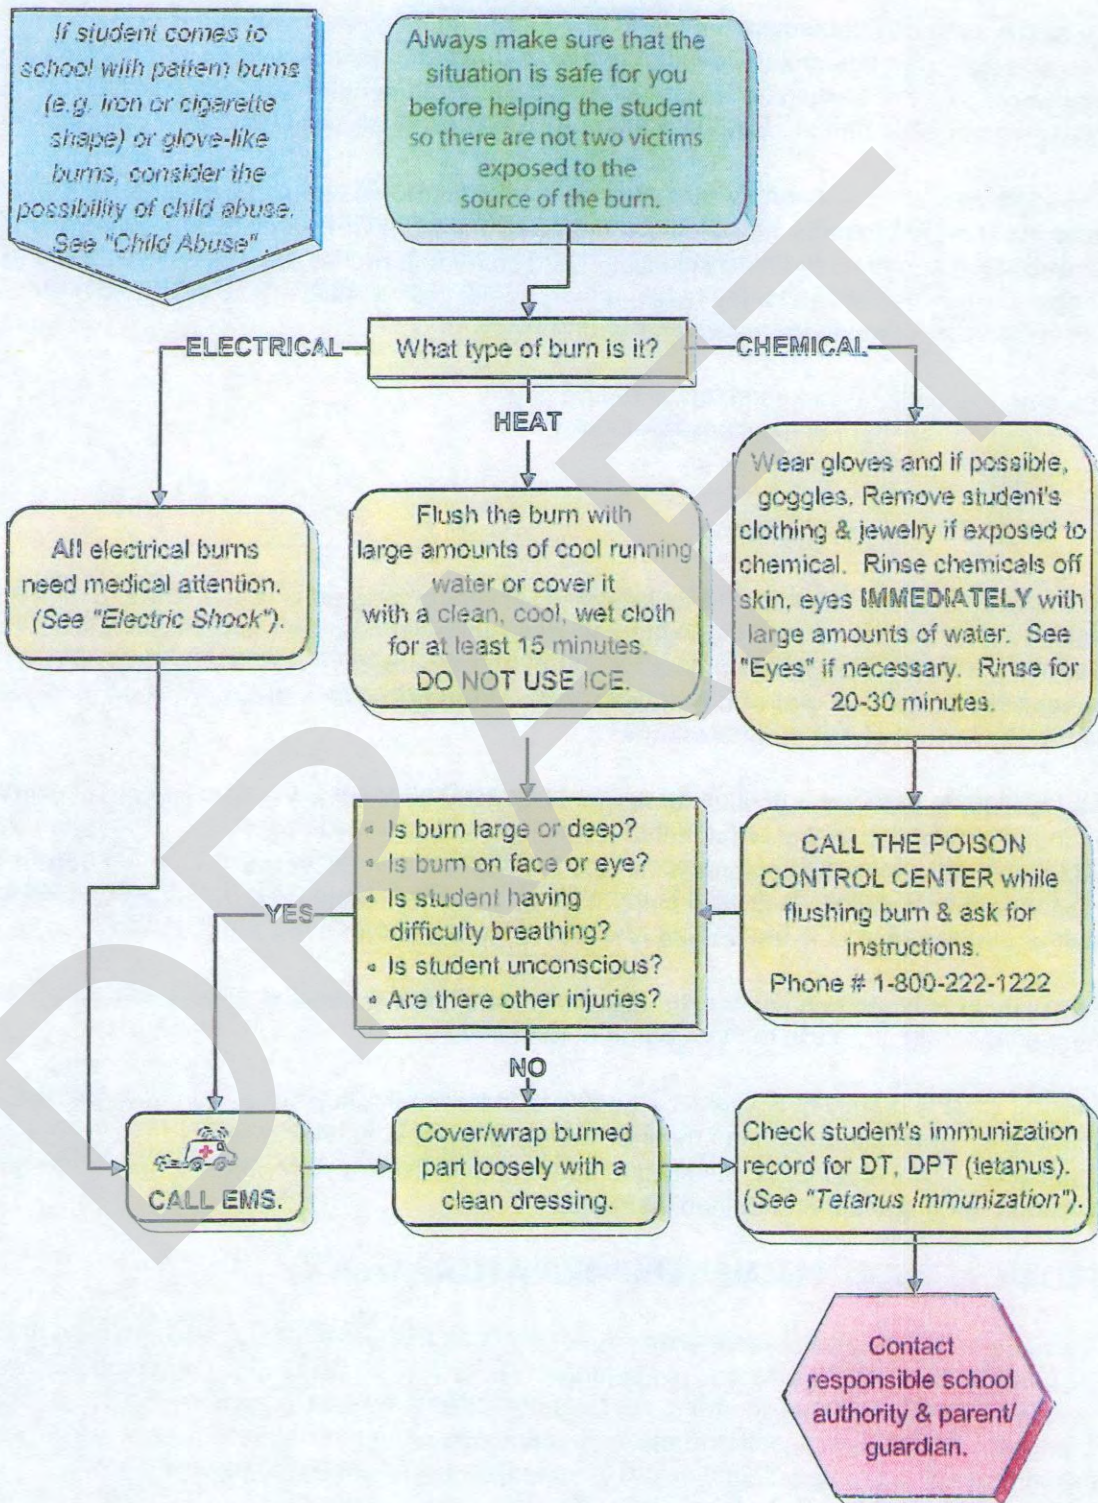 If student comes to
school with pattern burns
(e.g. iron or cigarette
shape) or glove-like
burns, consider the
possibility of child abuse.
See "Child Abuse".
Always make sure that the
situation is safe for you
before helping the student
so there are not two victims
exposed to the
source of the burn.
ELECTRICAL
What type of burn is it?
CHEMICAL
HEAT
All electrical burns
need medical attention.
(See "Electric Shock").
Flush the burn with
large amounts of cool running
water or cover it
with a clean, cool, wet cloth
for at least 15 minutes.
DO NOT USE ICE.
Wear gloves and if possible,
goggles. Remove student's
clothing & jewelry if exposed to
chemical. Rinse chemicals off
skin, eyes IMMEDIATELY with
large amounts of water. See
"Eyes" if necessary. Rinse for
20-30 minutes.
• Is burn large or deep?
• Is burn on face or eye?
• Is student having
difficulty breathing?
• Is student unconscious?
• Are there other injuries?
CALL THE POISON
CONTROL CENTER while
flushing burn & ask for
instructions.
Phone # 1-800-222-1222
YES
NO
CALL EMS.
Cover/wrap burned
part loosely with a
clean dressing.
Check student's immunization
record for DT, DPT (tetanus).
(See "Tetanus Immunization").
Contact
responsible school
authority & parent/
guardian.
DRAFT